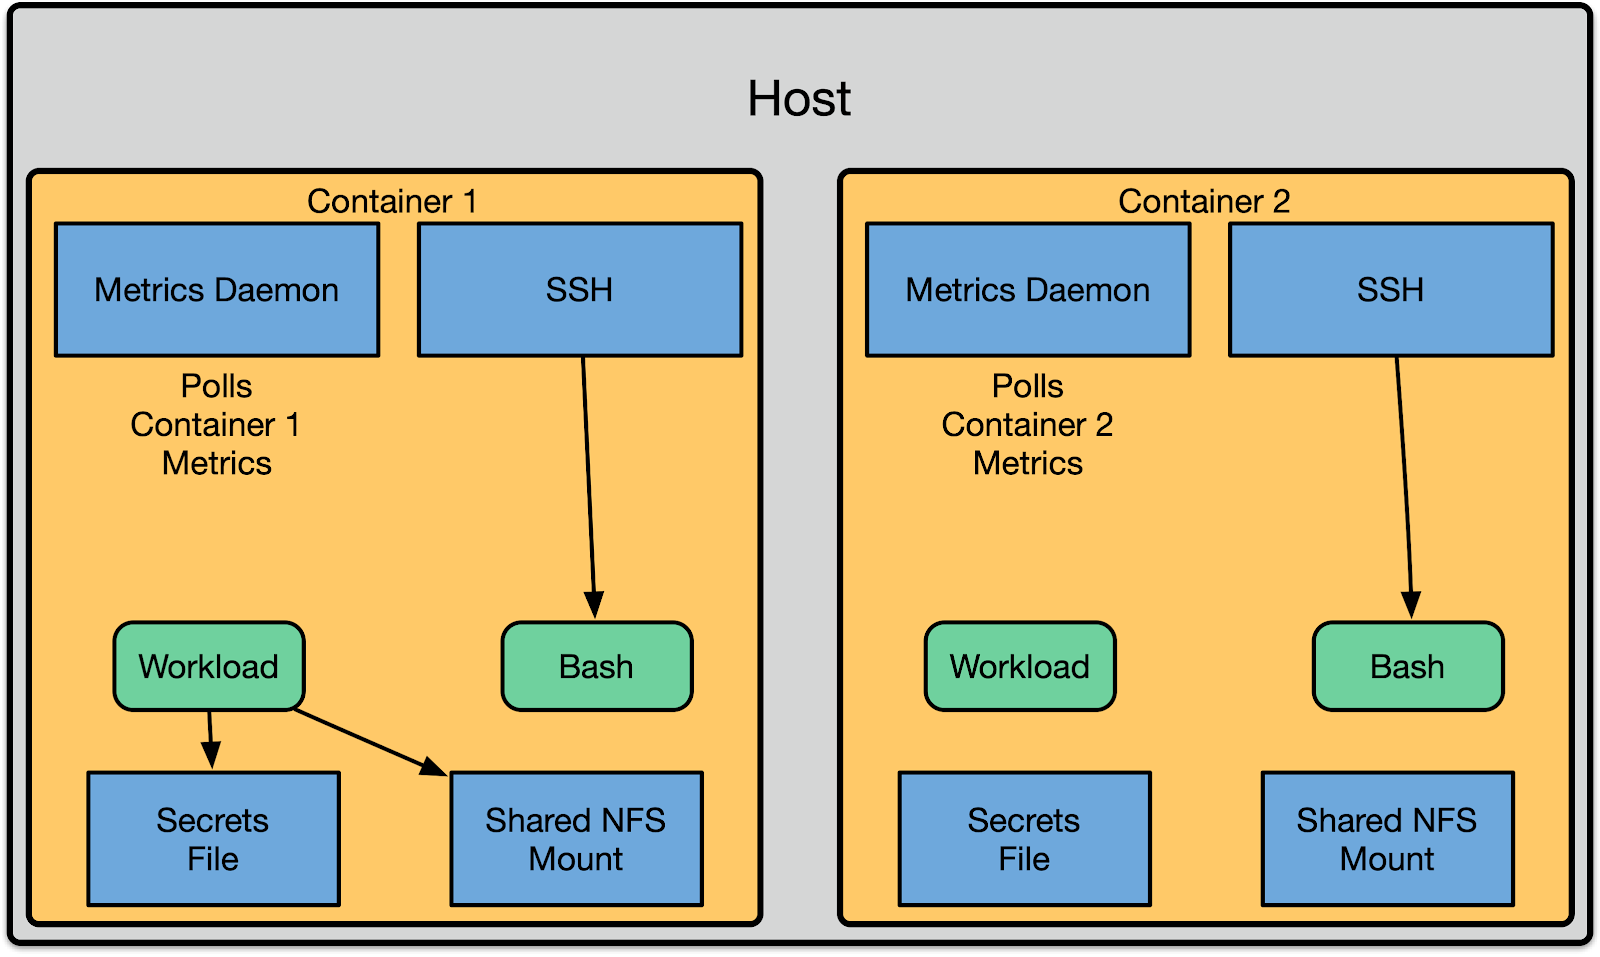 Host
Container 1
Metrics Daemon
SSH
Polls
Container 1
Metrics
Workload
Bash
Secrets
File
Shared NFS
Mount
Container 2
Metrics Daemon
SSH
Polls
Container 2
Metrics
Workload
Bash
Secrets
File
Shared NFS
Mount